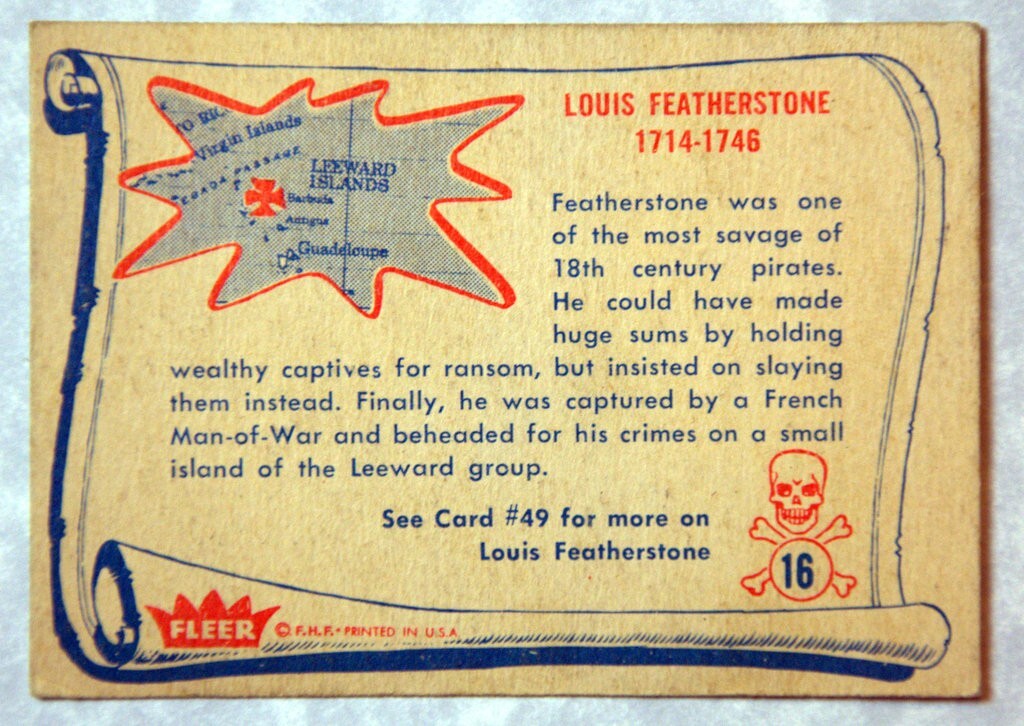 TO RIC
Virgin Islands
PASSAGE
LEEWARD
ISLANDS
Barbuda
Antigua
Guadeloupe
LOUIS FEATHERSTONE
1714-1746
Featherstone was one
of the most savage of
18th century pirates.
He could have made
huge sums by holding
wealthy captives for ransom, but insisted on slaying
them instead. Finally, he was captured by a French
Man-of-War and beheaded for his crimes on a small
island of the Leeward group.
See Card #49 for more on
Louis Featherstone
16
FLEER
© F.H.F. • PRINTED IN U.S.A.